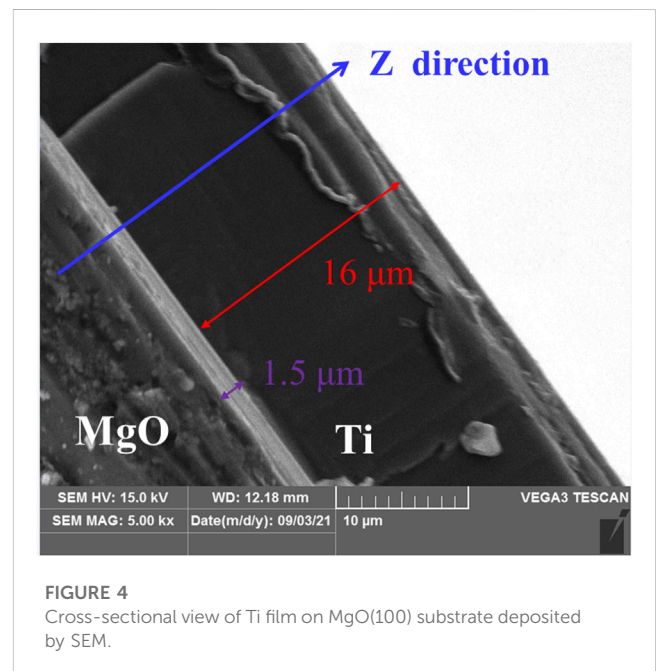 Z direction
16 μm
1.5 μm
MgO
Ti
SEM HV: 15.0 kV
WD: 12.18 mm
VEGA3 TESCAN
SEM MAG: 5.00 kx
Date(m/d/y): 09/03/21
10 μm
FIGURE 4
Cross-sectional view of Ti film on MgO(100) substrate deposited
by SEM.